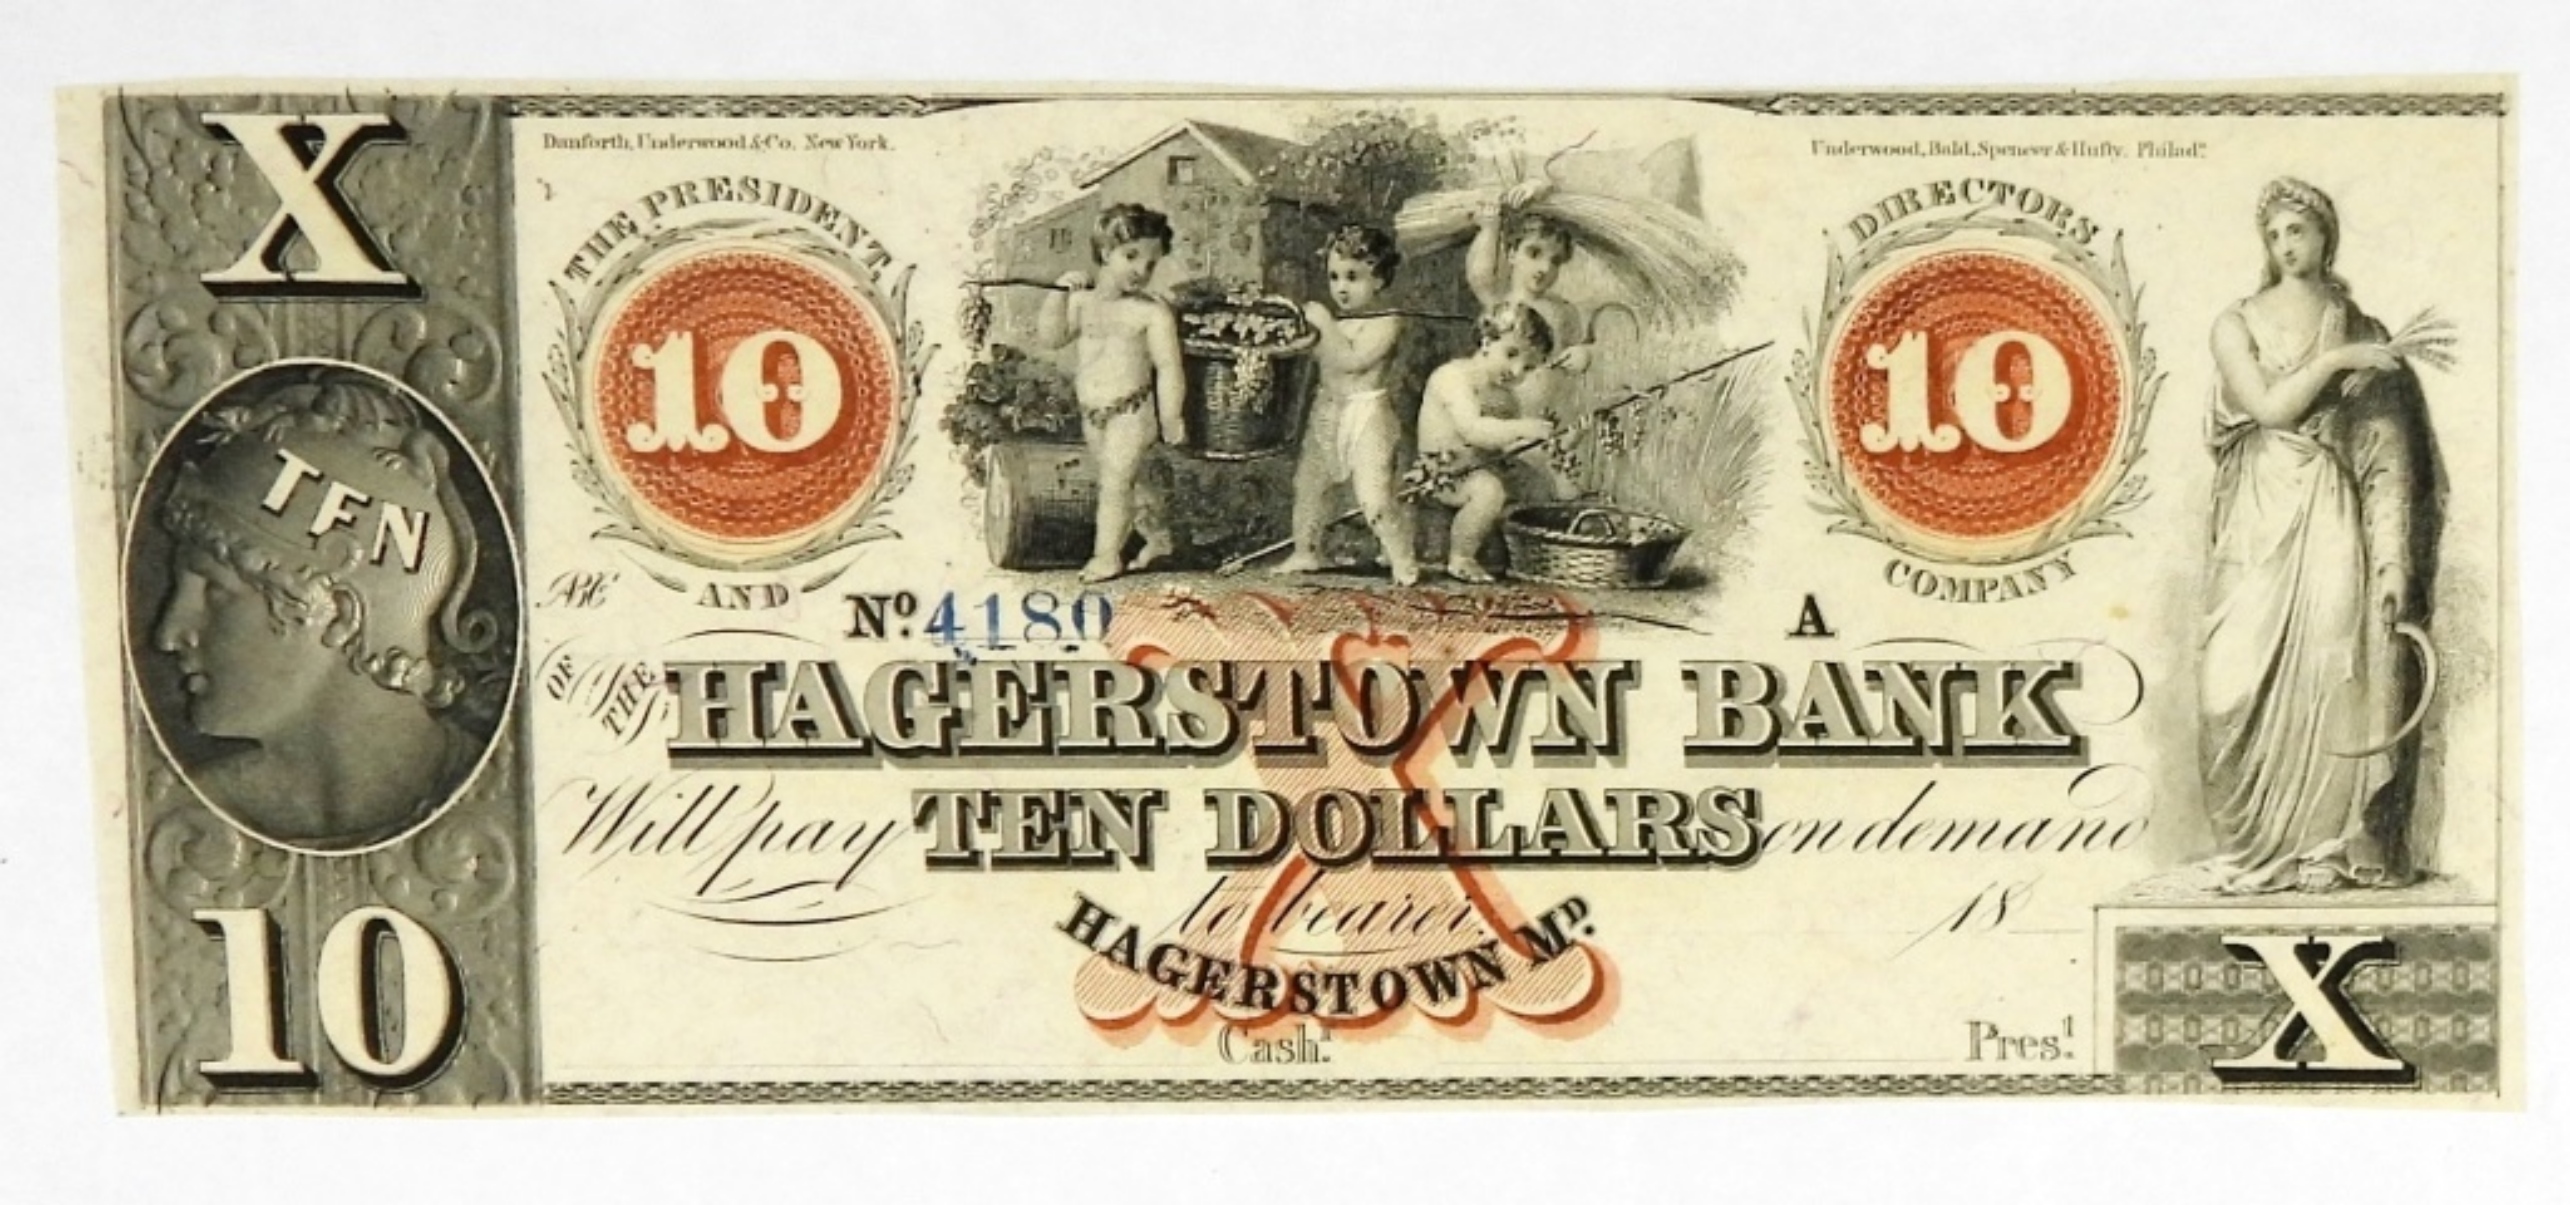 X
Danforth, Underwood & Co. New York.
Underwood, Bald, Spencer & Hufty. Philad.ª
THE PRESIDENT,
DIRECTORS
10
10
TEN
AND
COMPANY
Nº. 4180
A
OF THE
HAGERSTOWN BANK
Will pay TEN DOLLARS on demand
to bearer.
18
HAGERSTOWN Mᴰ.
X
10
Cash.ʳ
Pres.ᵗ
X